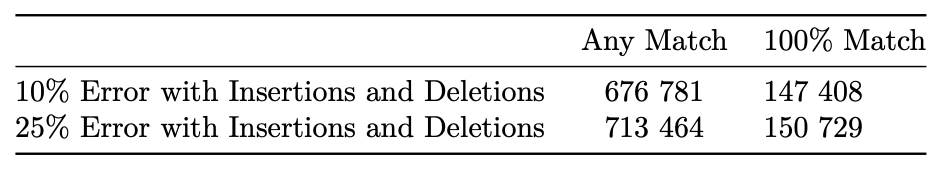 Any Match 100% Match
10% Error with Insertions and Deletions 676 781 147 408
25% Error with Insertions and Deletions 713 464 150 729